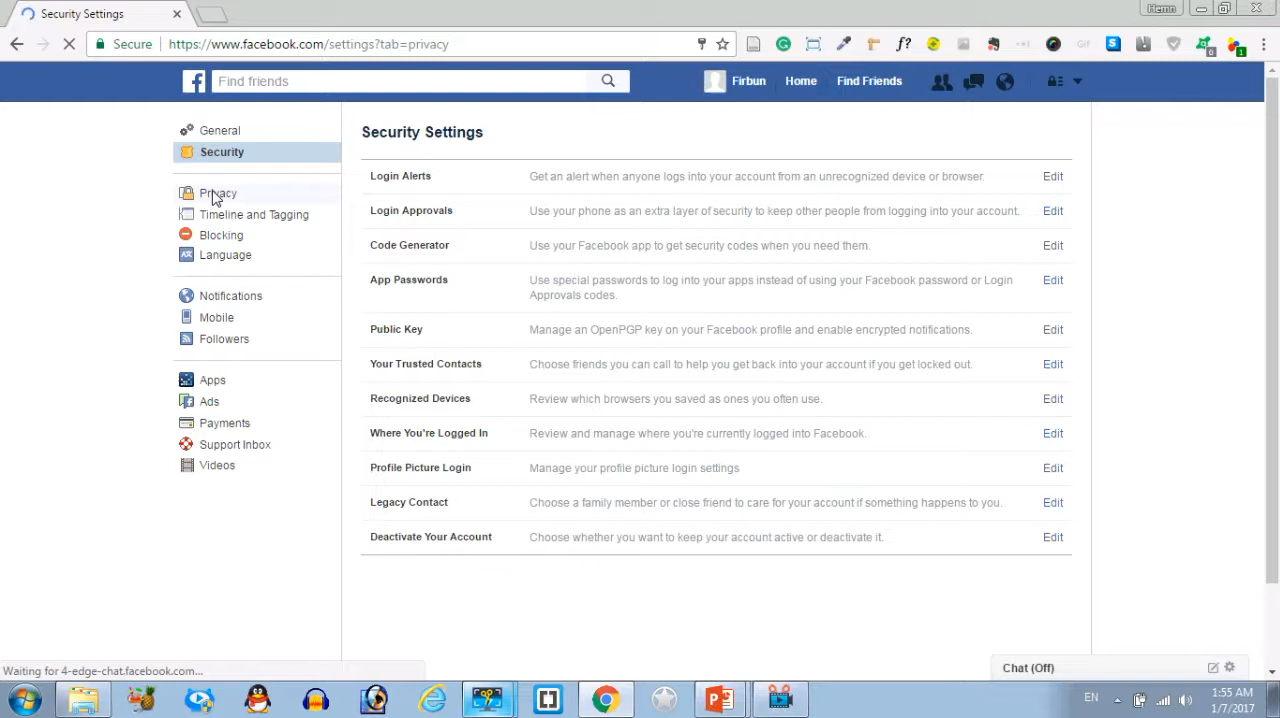 Security Settings
Hemn
Secure
https://www.facebook.com/settings?tab=privacy
f?
Gif
S
6
1
f
Find friends
Firbun
Home
Find Friends
General
Security
Privacy
Timeline and Tagging
Blocking
Language
Notifications
Mobile
Followers
Apps
Ads
Payments
Support Inbox
Videos
Security Settings
Login Alerts Get an alert when anyone logs into your account from an unrecognized device or browser. Edit
Login Approvals Use your phone as an extra layer of security to keep other people from logging into your account. Edit
Code Generator Use your Facebook app to get security codes when you need them. Edit
App Passwords Use special passwords to log into your apps instead of using your Facebook password or Login Edit
Approvals codes.
Public Key Manage an OpenPGP key on your Facebook profile and enable encrypted notifications. Edit
Your Trusted Contacts Choose friends you can call to help you get back into your account if you get locked out. Edit
Recognized Devices Review which browsers you saved as ones you often use. Edit
Where You're Logged In Review and manage where you're currently logged into Facebook. Edit
Profile Picture Login Manage your profile picture login settings Edit
Legacy Contact Choose a family member or close friend to care for your account if something happens to you. Edit
Deactivate Your Account Choose whether you want to keep your account active or deactivate it. Edit
Waiting for 4-edge-chat.facebook.com...
Chat (Off)
EN
1:55 AM
1/7/2017